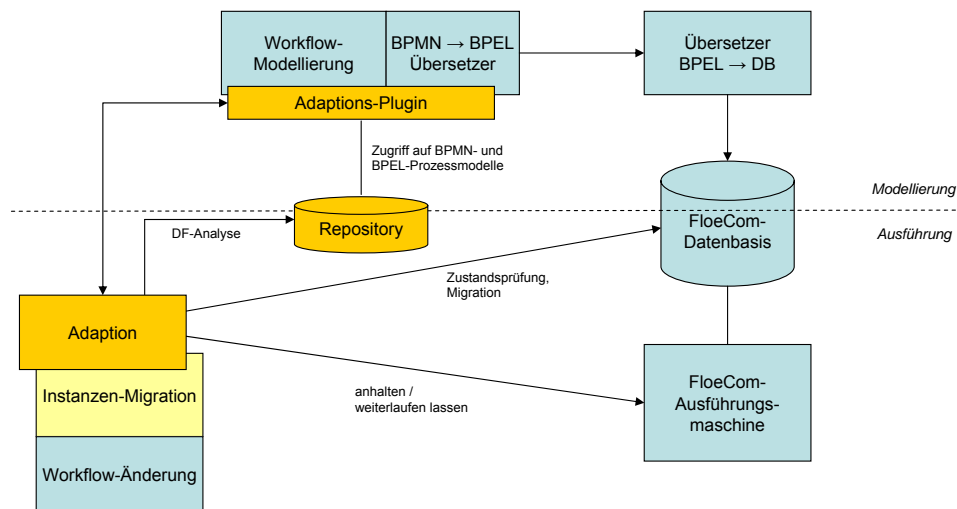 Workflow-
Modellierung
BPMN → BPEL
Übersetzer
Übersetzer
BPEL → DB
Adaptions-Plugin
Zugriff auf BPMN- und
BPEL-Prozessmodelle
Modellierung
Repository
DF-Analyse
FloeCom-
Datenbasis
Ausführung
Zustandsprüfung,
Migration
Adaption
Instanzen-Migration
anhalten /
weiterlaufen lassen
FloeCom-
Ausführungs-
maschine
Workflow-Änderung